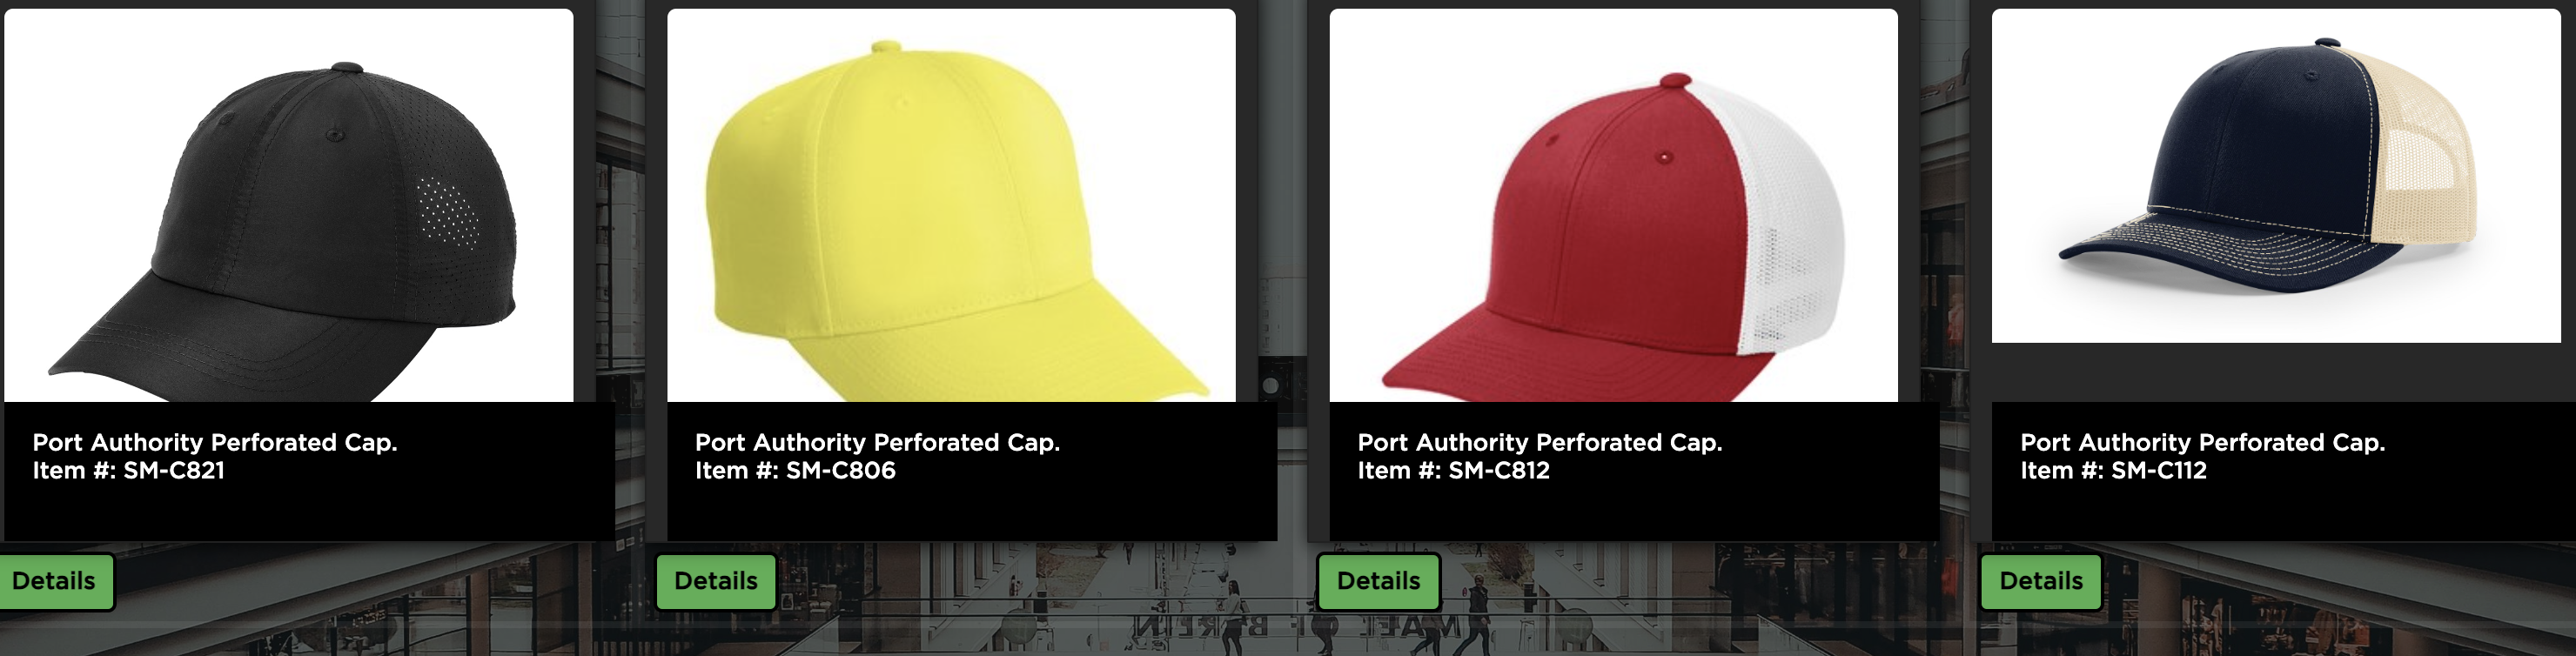 Port Authority Perforated Cap.
Item #: SM-C821
Details
Port Authority Perforated Cap.
Item #: SM-C806
Details
Port Authority Perforated Cap.
Item #: SM-C812
Details
Port Authority Perforated Cap.
Item #: SM-C112
Details